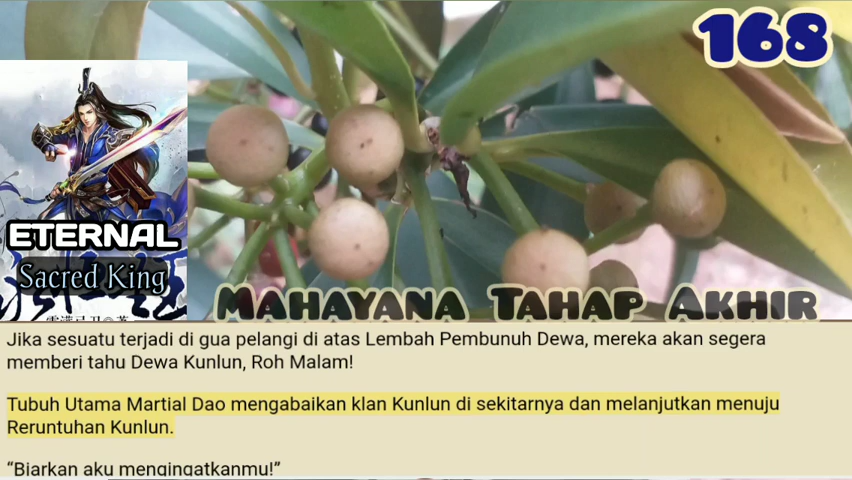 168
ETERNAL
Sacred King
MAHAYANA TAHAP AKHIR
Jika sesuatu terjadi di gua pelangi di atas Lembah Pembunuh Dewa, mereka akan segera
memberi tahu Dewa Kunlun, Roh Malam!
Tubuh Utama Martial Dao mengabaikan klan Kunlun di sekitarnya dan melanjutkan menuju
Reruntuhan Kunlun.
“Biarkan aku mengingatkanmu!”